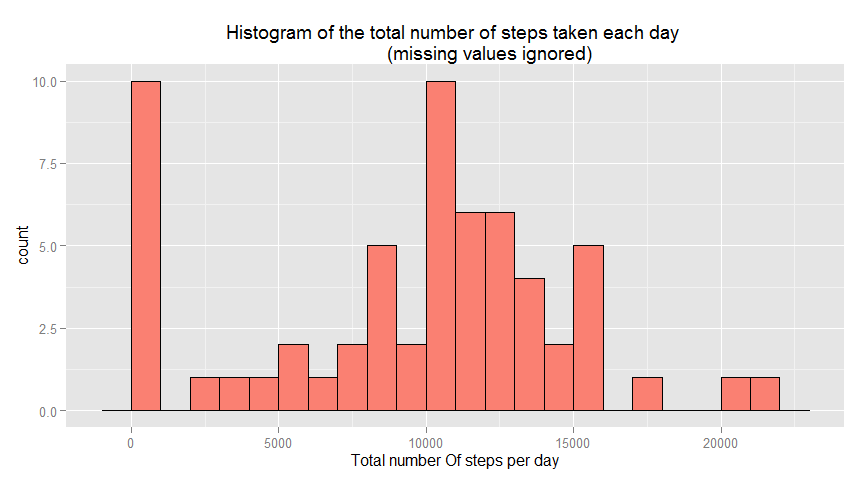 Histogram of the total number of steps taken each day
(missing values ignored)
10.0
7.5
5.0
2.5
0.0
count
0 5000 10000 15000 20000
Total number Of steps per day